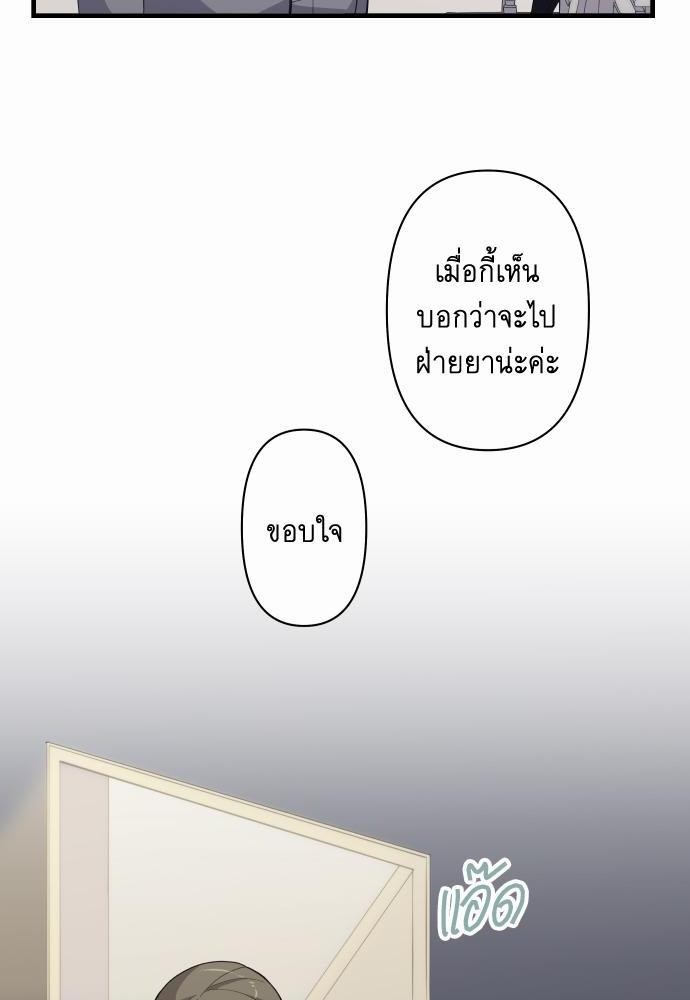 เมื่อกี้เห็น
บอกว่าจะไป
ฝ่ายยาน่ะค่ะ
ขอบใจ
แอ๊ด